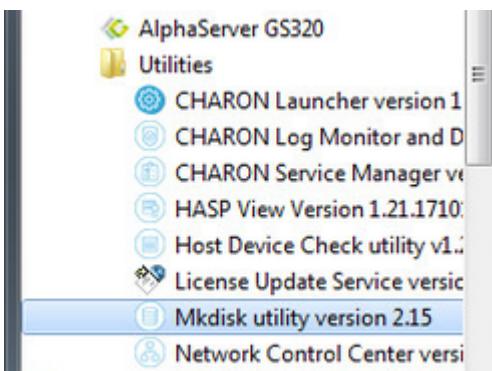 AlphaServer GS320
Utilities
CHARON Launcher version 1
CHARON Log Monitor and D
CHARON Service Manager ve
HASP View Version 1.21.1710
Host Device Check utility v1.2
License Update Service versic
Mkdisk utility version 2.15
Network Control Center versi